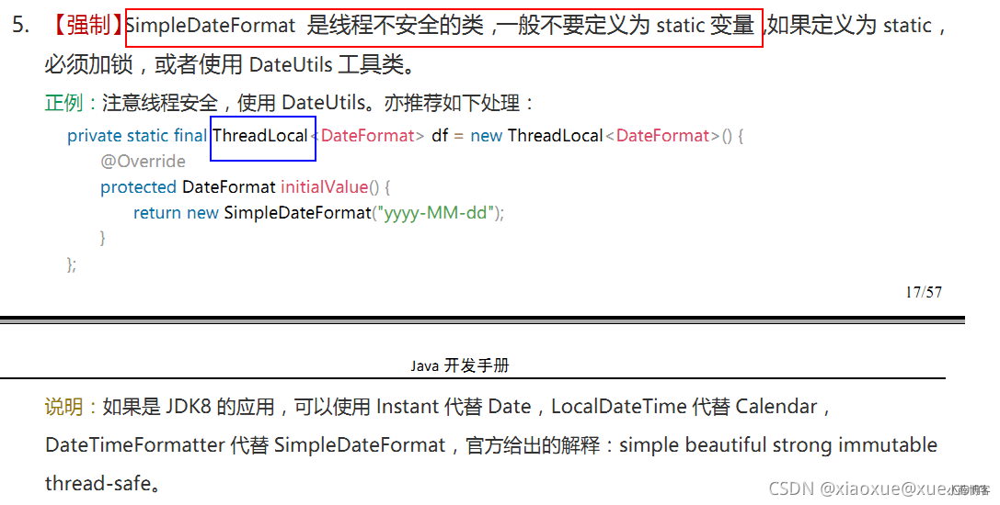 5. 【强制】SimpleDateFormat 是线程不安全的类,一般不要定义为 static 变量,如果定义为 static,
必须加锁,或者使用 DateUtils 工具类。
正例:注意线程安全,使用 DateUtils。亦推荐如下处理:
private static final ThreadLocal<DateFormat> df = new ThreadLocal<DateFormat>() {
@Override
protected DateFormat initialValue() {
return new SimpleDateFormat("yyyy-MM-dd");
}
};
17/57
Java 开发手册
说明:如果是 JDK8 的应用,可以使用 Instant 代替 Date,LocalDateTime 代替 Calendar,
DateTimeFormatter 代替 SimpleDateFormat,官方给出的解释:simple beautiful strong immutable
thread-safe。
CSDN @xiaoxue@xue